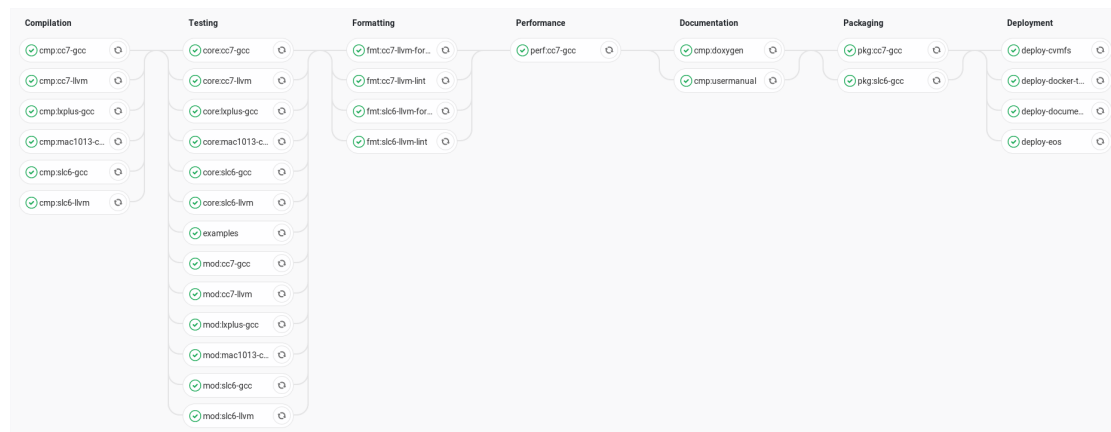 Compilation
cmp:cc7-gcc
cmp:cc7-llvm
cmp:lxplus-gcc
cmp:mac1013-c...
cmp:slc6-gcc
cmp:slc6-llvm
Testing
core:cc7-gcc
core:cc7-llvm
core:lxplus-gcc
core:mac1013-c...
core:slc6-gcc
core:slc6-llvm
examples
mod:cc7-gcc
mod:cc7-llvm
mod:lxplus-gcc
mod:mac1013-c...
mod:slc6-gcc
mod:slc6-llvm
Formatting
fmt:cc7-llvm-for...
fmt:cc7-llvm-lint
fmt:slc6-llvm-for...
fmt:slc6-llvm-lint
Performance
perf:cc7-gcc
Documentation
cmp:doxygen
cmp:usermanual
Packaging
pkg:cc7-gcc
pkg:slc6-gcc
Deployment
deploy-cvmfs
deploy-docker-t...
deploy-docume...
deploy-eos